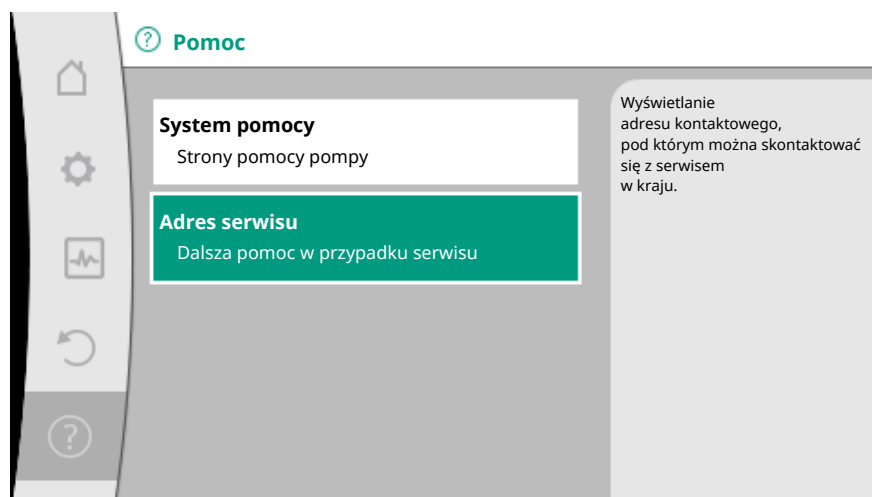 Pomoc
System pomocy
Strony pomocy pompy
Adres serwisu
Dalsza pomoc w przypadku serwisu
Wyświetlanie
adresu kontaktowego,
pod którym można skontaktować
się z serwisem
w kraju.